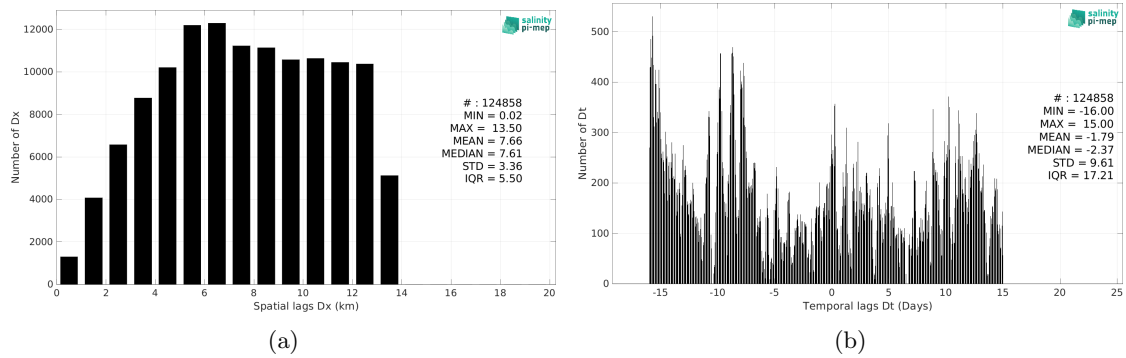 salinity
pi-mep
12000
10000
8000
6000
4000
2000
0
Number of Dx
# : 124858
MIN = 0.02
MAX = 13.50
MEAN = 7.66
MEDIAN = 7.61
STD = 3.36
IQR = 5.50
0 2 4 6 8 10 12 14 16 18 20
Spatial lags Dx (km)
(a)
salinity
pi-mep
500
400
300
200
100
0
Number of Dt
# : 124858
MIN = -16.00
MAX = 15.00
MEAN = -1.79
MEDIAN = -2.37
STD = 9.61
IQR = 17.21
-15 -10 -5 0 5 10 15 20 25
Temporal lags Dt (Days)
(b)